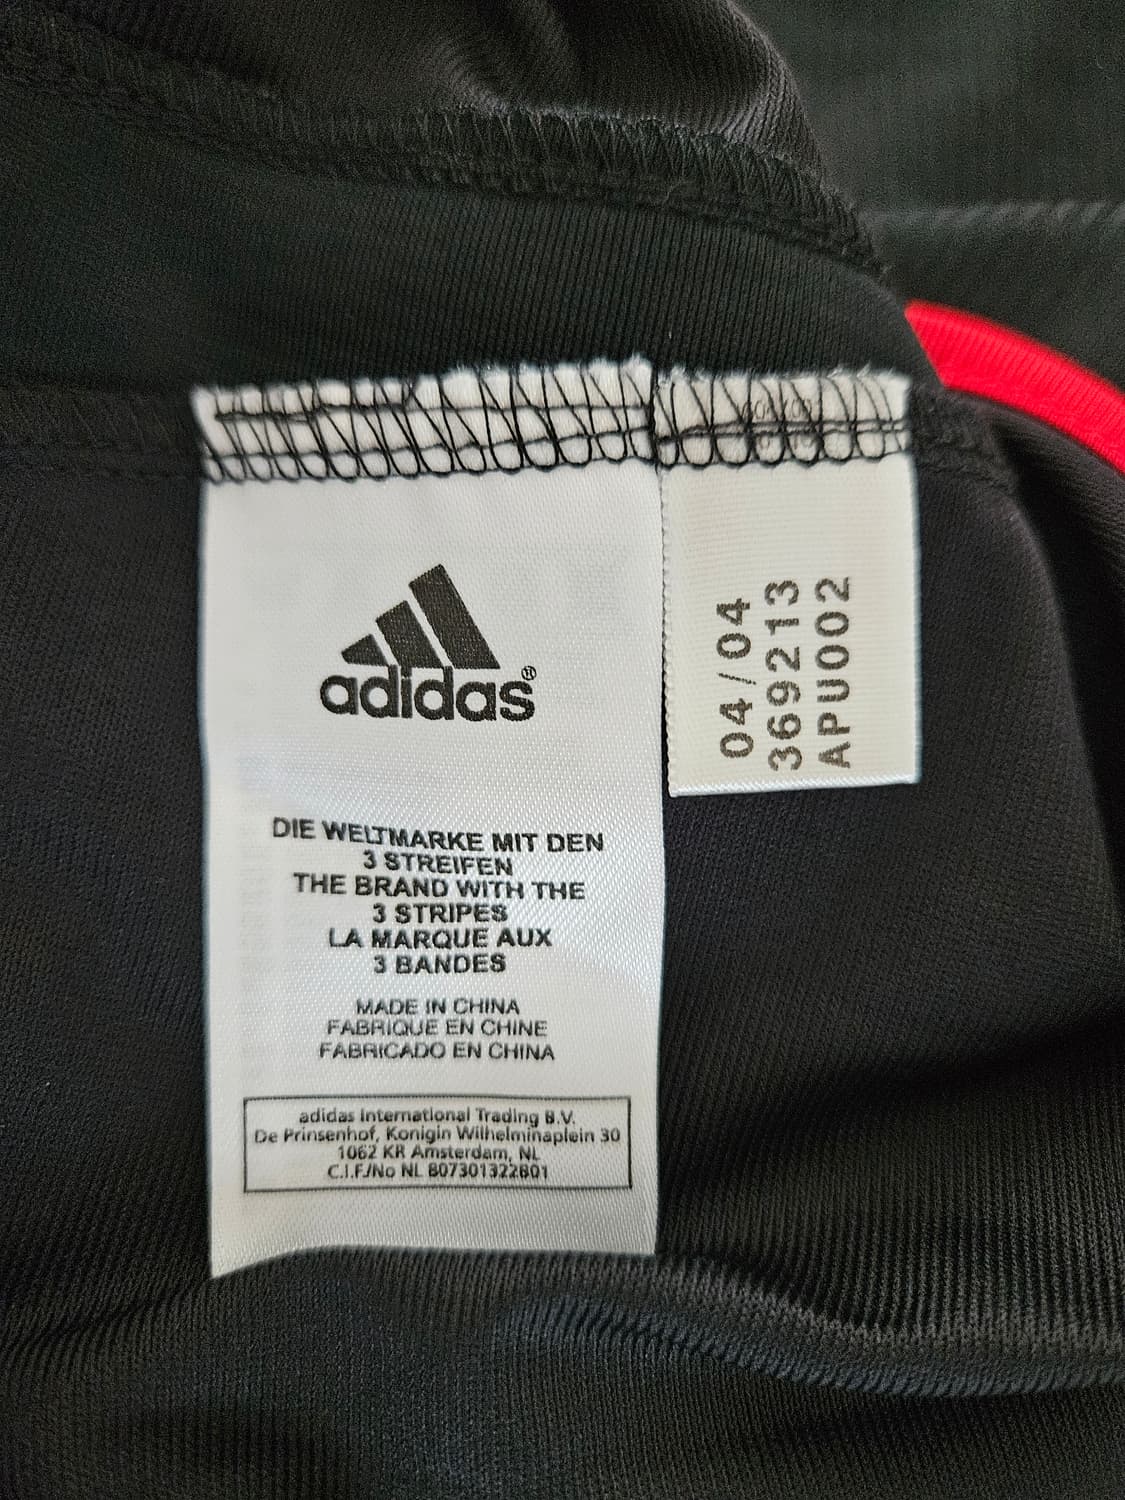 adidas®
DIE WELTMARKE MIT DEN
3 STREIFEN
THE BRAND WITH THE
3 STRIPES
LA MARQUE AUX
3 BANDES
MADE IN CHINA
FABRIQUE EN CHINE
FABRICADO EN CHINA
adidas International Trading B.V.
De Prinsenhof, Konigin Wilhelminaplein 30
1062 KR Amsterdam, NL
C.I.F./No NL 807301322B01
04/04
369213
APU002